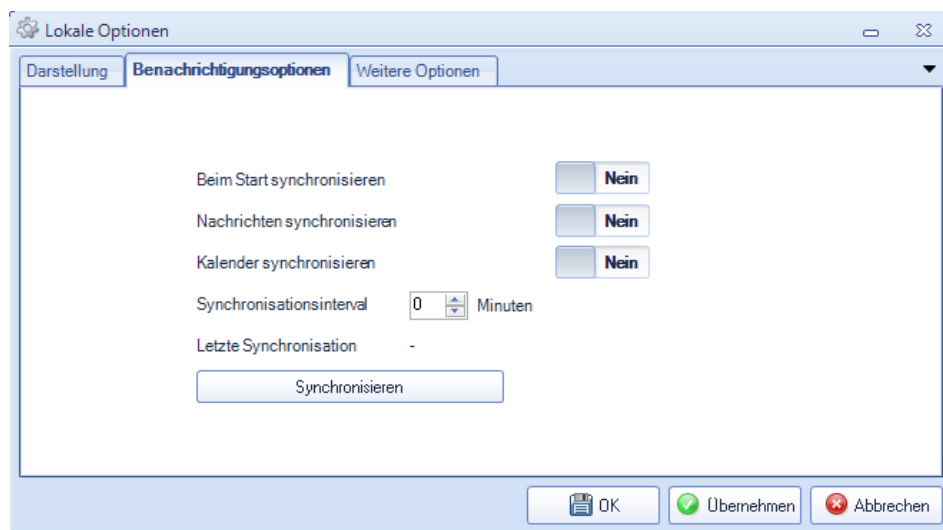 Lokale Optionen
Darstellung Benachrichtigungsoptionen Weitere Optionen
Beim Start synchronisieren Nein
Nachrichten synchronisieren Nein
Kalender synchronisieren Nein
Synchronisationsinterval 0 Minuten
Letzte Synchronisation -
Synchronisieren
OK Übernehmen Abbrechen